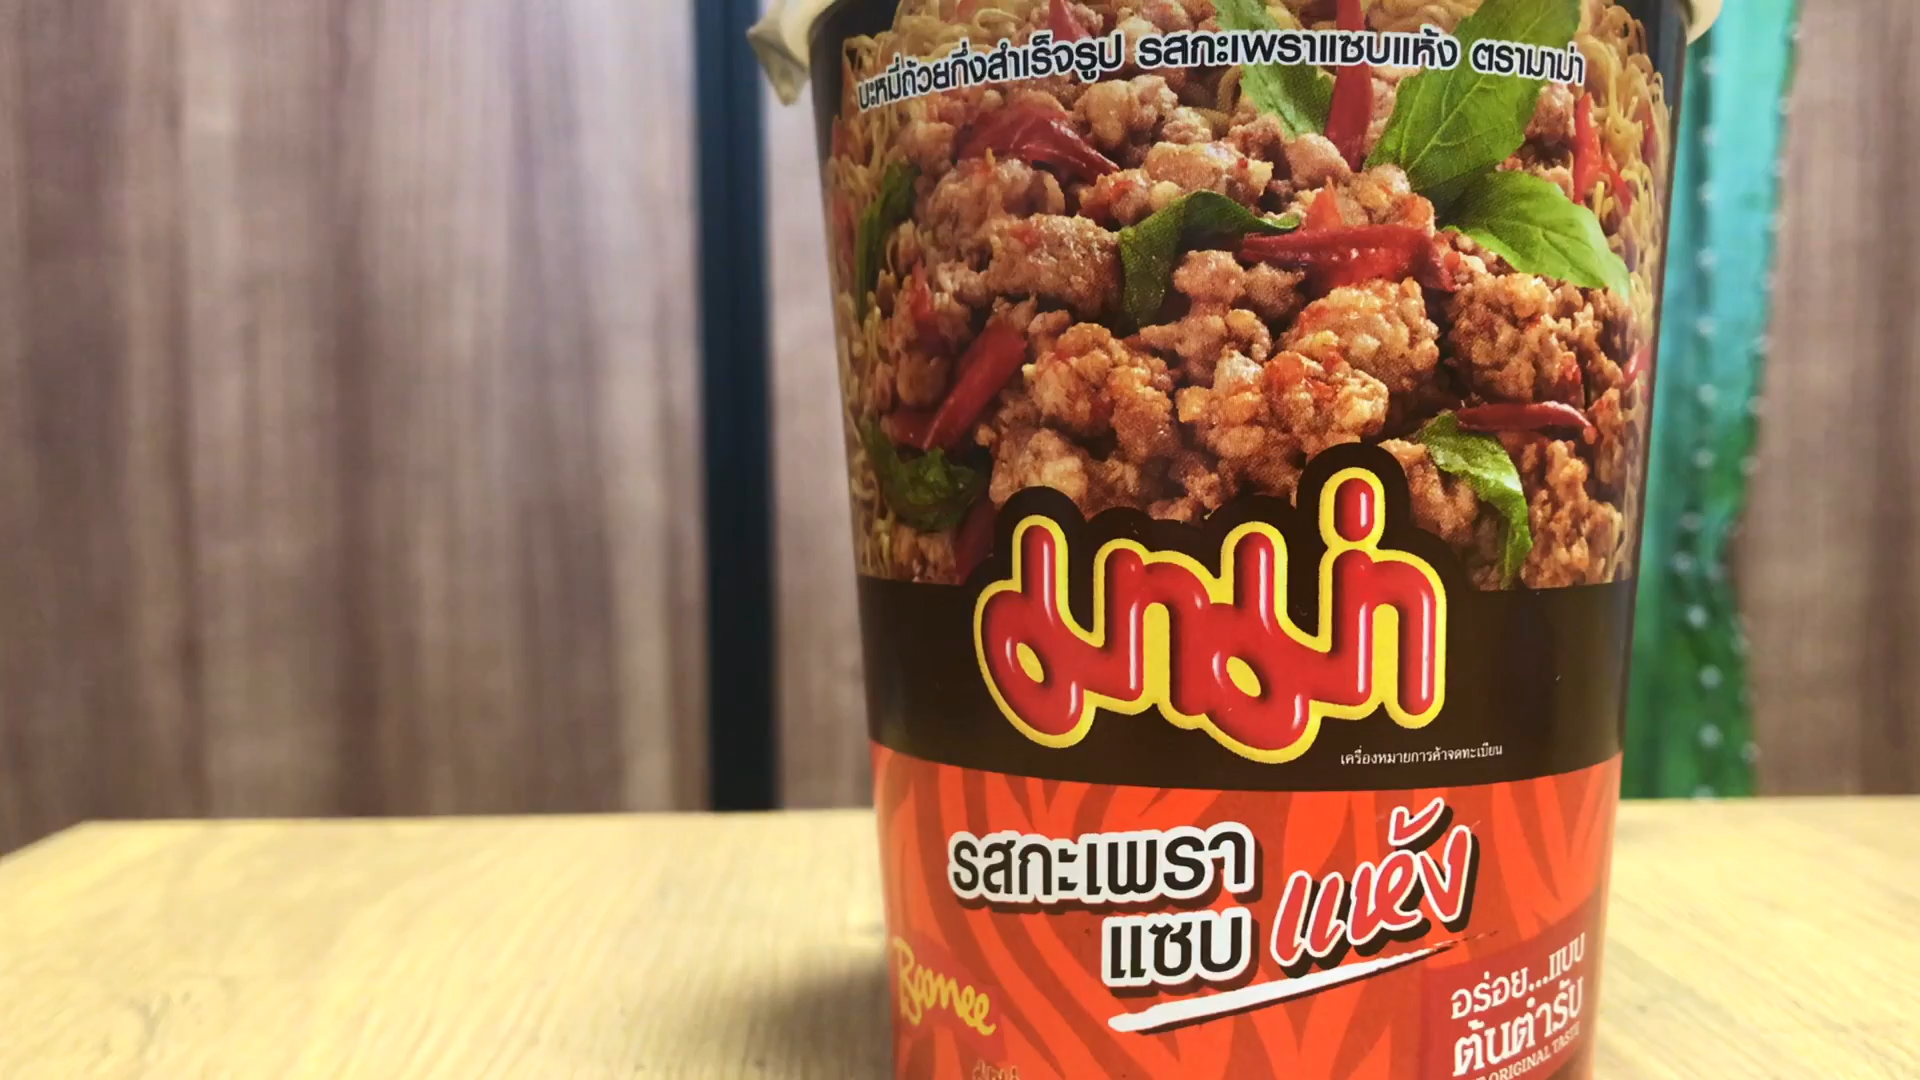 บะหมี่ถ้วยกึ่งสำเร็จรูป รสกะเพราแซบแห้ง ตรามาม่า
มาม่า
เครื่องหมายการค้าจดทะเบียน
รสกะเพรา
แซบ แห้ง
อร่อย...แบบ
ต้นตำรับ
ORIGINAL TASTE